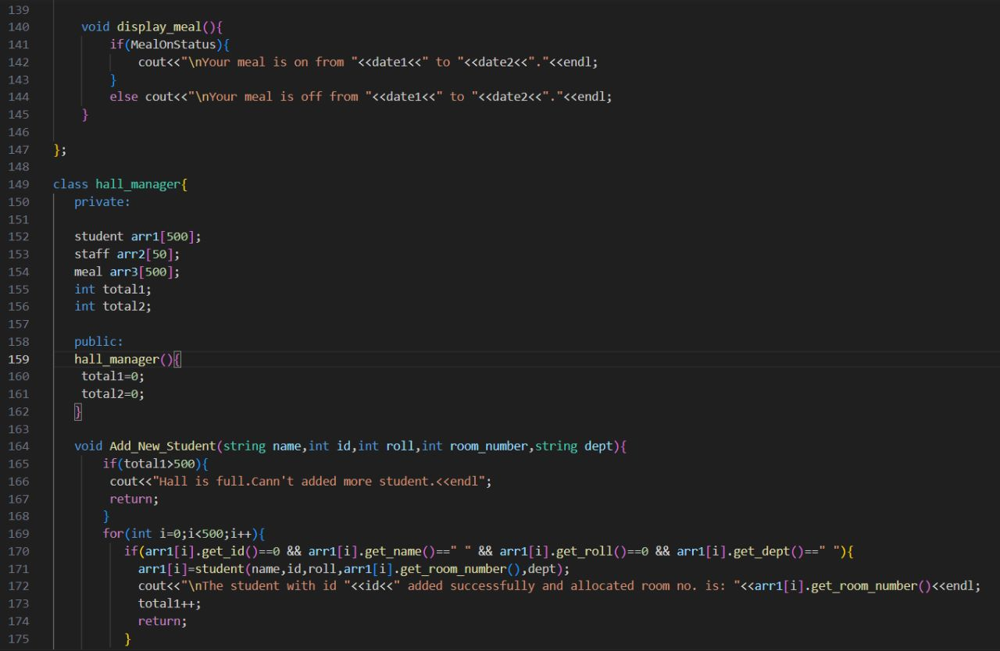 139
140 void display_meal(){
141 if(MealOnStatus){
142 cout<<"\nYour meal is on from "<<date1<<" to "<<date2<<"."<<endl;
143 }
144 else cout<<"\nYour meal is off from "<<date1<<" to "<<date2<<"."<<endl;
145 }
146
147 };
148
149 class hall_manager{
150 private:
151
152 student arr1[500];
153 staff arr2[50];
154 meal arr3[500];
155 int total1;
156 int total2;
157
158 public:
159 hall_manager(){
160 total1=0;
161 total2=0;
162 }
163
164 void Add_New_Student(string name,int id,int roll,int room_number,string dept){
165 if(total1>500){
166 cout<<"Hall is full.Cann't added more student.<<endl";
167 return;
168 }
169 for(int i=0;i<500;i++){
170 if(arr1[i].get_id()==0 && arr1[i].get_name()==" " && arr1[i].get_roll()==0 && arr1[i].get_dept()==" "){
171 arr1[i]=student(name,id,roll,arr1[i].get_room_number(),dept);
172 cout<<"\nThe student with id "<<id<<" added successfully and allocated room no. is: "<<arr1[i].get_room_number()<<endl;
173 total1++;
174 return;
175 }